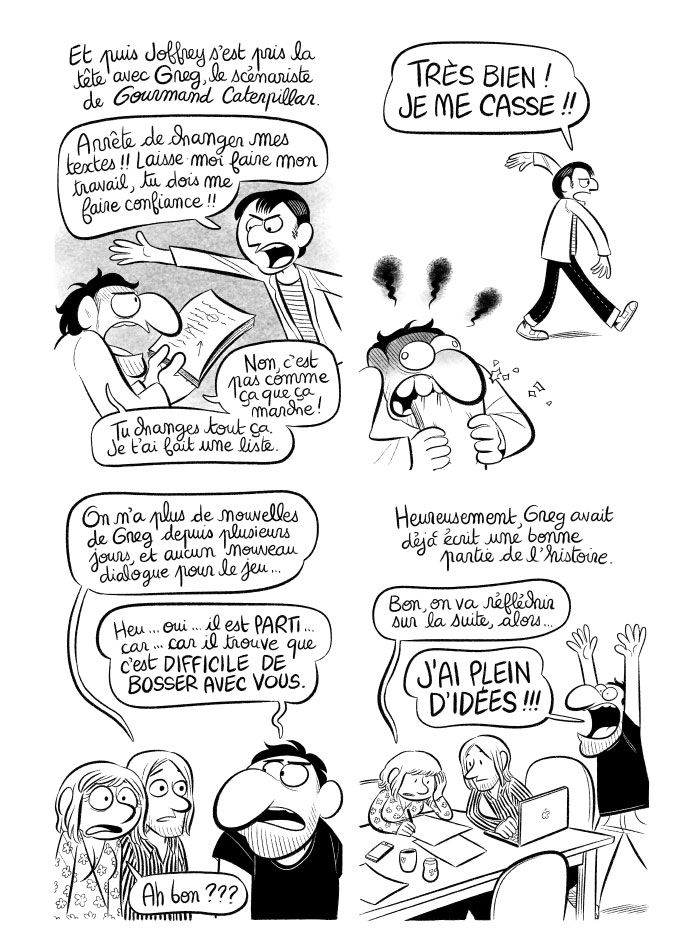 Et puis Joffrey s'est pris la
tête avec Greg, le scénariste
de Gourmand Caterpillar.
Arrête de changer mes
textes !! Laisse-moi faire mon
travail, tu dois me
faire confiance !!
Non, c'est
pas comme
ça que ça
marche !
Tu changes tout ça.
Je t'ai fait une liste.
TRÈS BIEN !
JE ME CASSE !!
On n'a plus de nouvelles
de Greg depuis plusieurs
jours, et aucun nouveau
dialogue pour le jeu...
Heu... oui... il est PARTI...
car... car il trouve que
c'est DIFFICILE DE
BOSSER AVEC VOUS.
Ah bon ???
Heureusement, Greg avait
déjà écrit une bonne
partie de l'histoire.
Bon, on va réfléchir
sur la suite, alors...
J'AI PLEIN
D'IDÉES !!!